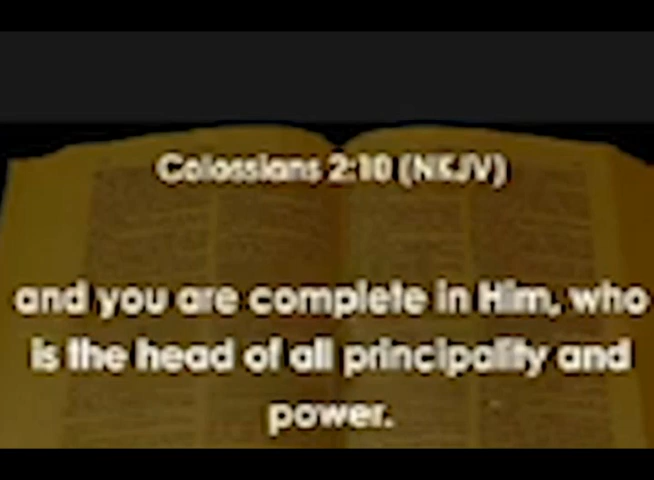 Colossians 2:10 (NKJV)
and you are complete in Him, who
is the head of all principality and
power.